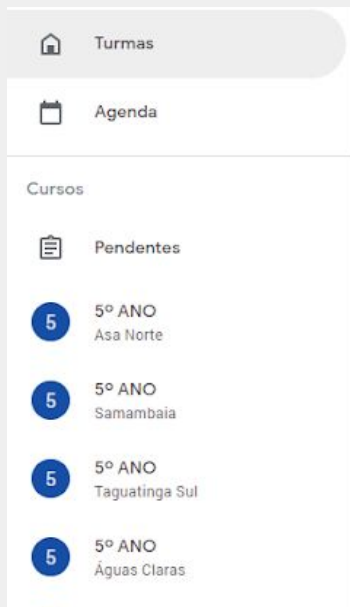 Turmas
Agenda
Cursos
Pendentes
5
5º ANO
Asa Norte
5
5º ANO
Samambaia
5
5º ANO
Taguatinga Sul
5
5º ANO
Águas Claras